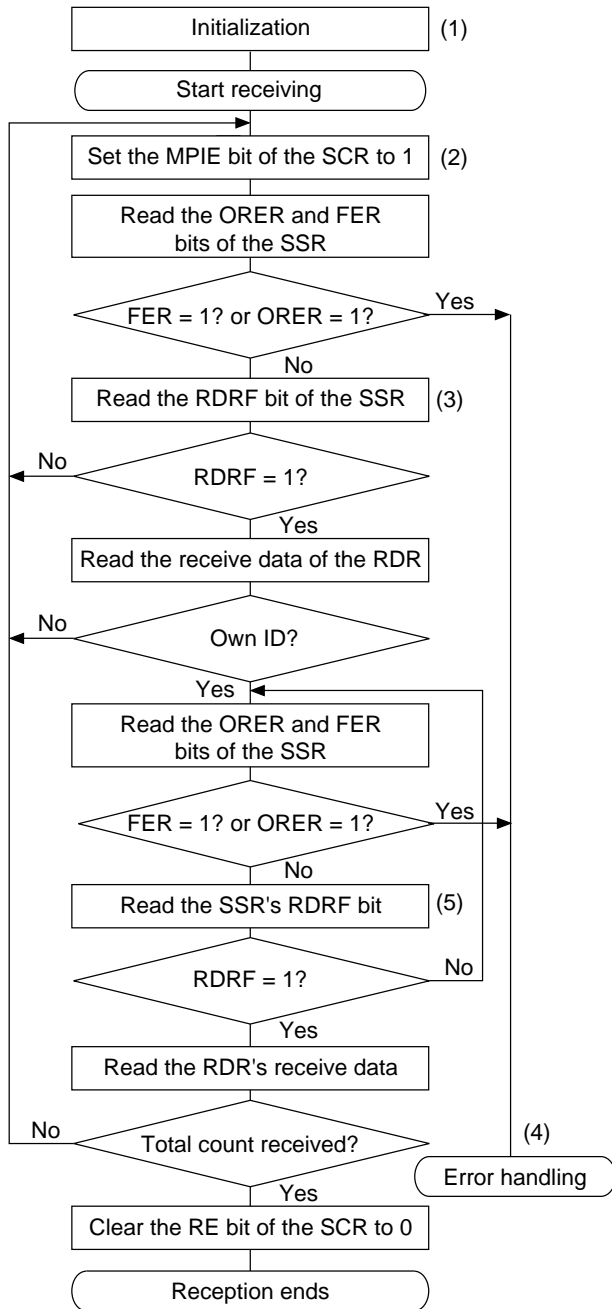 Initialization
(1)
Start receiving
Set the MPIE bit of the SCR to 1
(2)
Read the ORER and FER
bits of the SSR
FER = 1? or ORER = 1?
Yes
No
Read the RDRF bit of the SSR
(3)
No
RDRF = 1?
Yes
Read the receive data of the RDR
No
Own ID?
Yes
Read the ORER and FER
bits of the SSR
FER = 1? or ORER = 1?
Yes
No
Read the SSR's RDRF bit
(5)
RDRF = 1?
No
Yes
Read the RDR's receive data
No
Total count received?
(4)
Error handling
Yes
Clear the RE bit of the SCR to 0
Reception ends